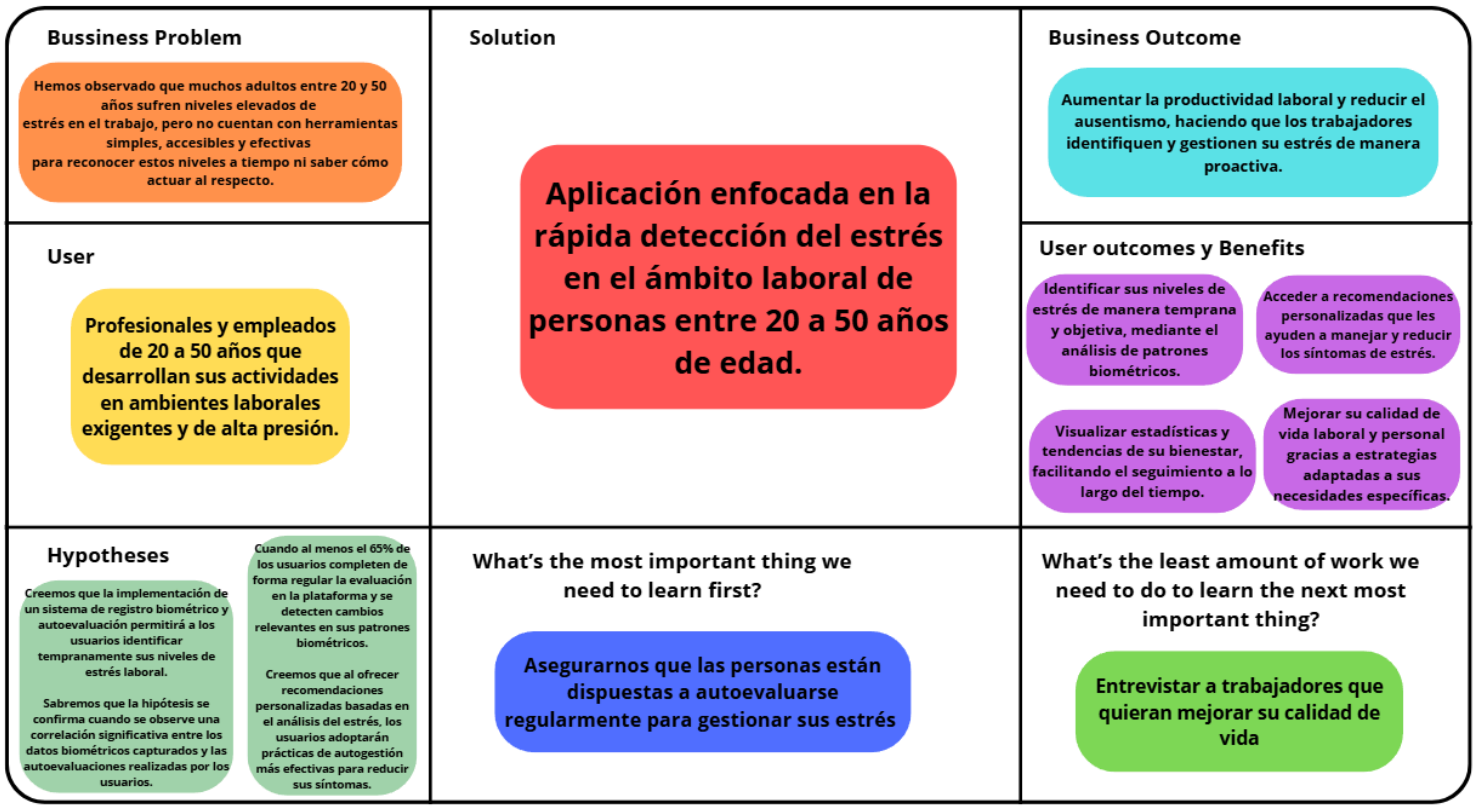 Bussiness Problem
Hemos observado que muchos adultos entre 20 y 50
años sufren niveles elevados de
estrés en el trabajo, pero no cuentan con herramientas
simples, accesibles y efectivas
para reconocer estos niveles a tiempo ni saber cómo
actuar al respecto.
Solution
Aplicación enfocada en la
rápida detección del estrés
en el ámbito laboral de
personas entre 20 a 50 años
de edad.
Business Outcome
Aumentar la productividad laboral y reducir el
ausentismo, haciendo que los trabajadores
identifiquen y gestionen su estrés de manera
proactiva.
User
Profesionales y empleados
de 20 a 50 años que
desarrollan sus actividades
en ambientes laborales
exigentes y de alta presión.
User outcomes y Benefits
Identificar sus niveles de
estrés de manera temprana
y objetiva, mediante el
análisis de patrones
biométricos.
Acceder a recomendaciones
personalizadas que les
ayuden a manejar y reducir
los síntomas de estrés.
Visualizar estadísticas y
tendencias de su bienestar,
facilitando el seguimiento a lo
largo del tiempo.
Mejorar su calidad de
vida laboral y personal
gracias a estrategias
adaptadas a sus
necesidades específicas.
Hypotheses
Creemos que la implementación de
un sistema de registro biométrico y
autoevaluación permitirá a los
usuarios identificar
tempranamente sus niveles de
estrés laboral.
Sabremos que la hipótesis se
confirma cuando se observe una
correlación significativa entre los
datos biométricos capturados y las
autoevaluaciones realizadas por los
usuarios.
Cuando al menos el 65% de
los usuarios completen de
forma regular la evaluación
en la plataforma y se
detecten cambios
relevantes en sus patrones
biométricos.
Creemos que al ofrecer
recomendaciones
personalizadas basadas en
el análisis del estrés, los
usuarios adoptarán
prácticas de autogestión
más efectivas para reducir
sus síntomas.
What's the most important thing we
need to learn first?
Asegurarnos que las personas están
dispuestas a autoevaluarse
regularmente para gestionar sus estrés
What's the least amount of work we
need to do to learn the next most
important thing?
Entrevistar a trabajadores que
quieran mejorar su calidad de
vida